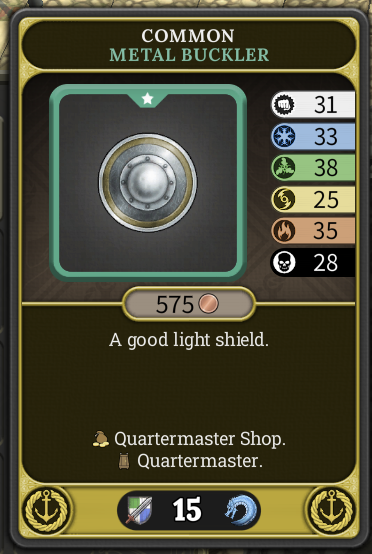 COMMON
METAL BUCKLER
31
33
38
25
35
28
575
A good light shield.
Quartermaster Shop.
Quartermaster.
15